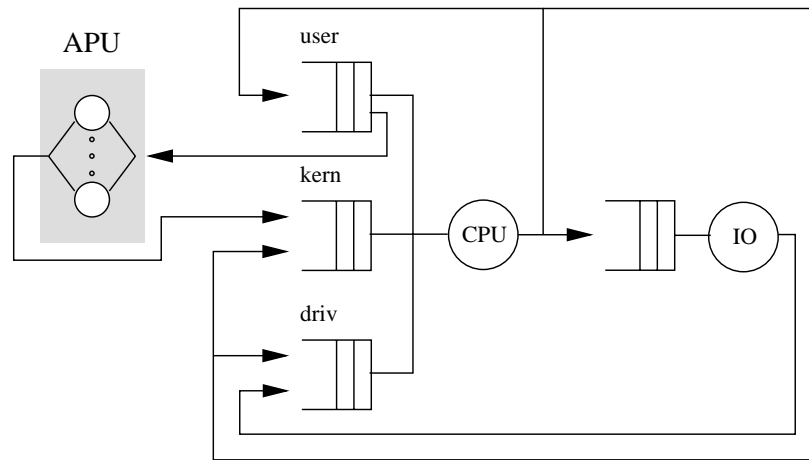 user
APU
kern
CPU
IO
driv